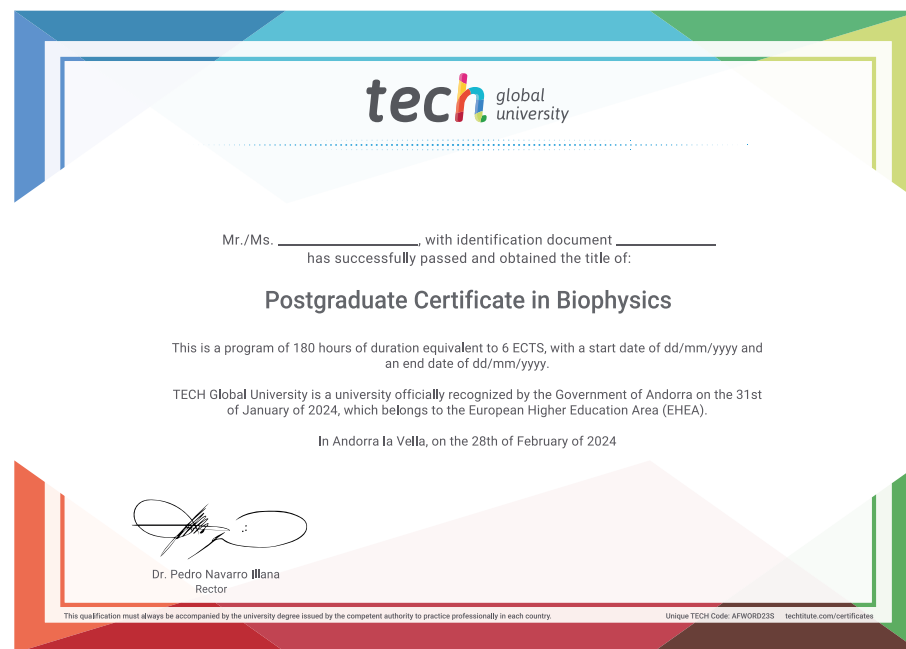 tech global university
Mr./Ms. ____________, with identification document ____________
has successfully passed and obtained the title of:
Postgraduate Certificate in Biophysics
This is a program of 180 hours of duration equivalent to 6 ECTS, with a start date of dd/mm/yyyy and
an end date of dd/mm/yyyy.
TECH Global University is a university officially recognized by the Government of Andorra on the 31st
of January of 2024, which belongs to the European Higher Education Area (EHEA).
In Andorra la Vella, on the 28th of February of 2024
Dr. Pedro Navarro Illana
Rector
This qualification must always be accompanied by the university degree issued by the competent authority to practice professionally in each country.
Unique TECH Code: AFWORD23S techtitute.com/certificates